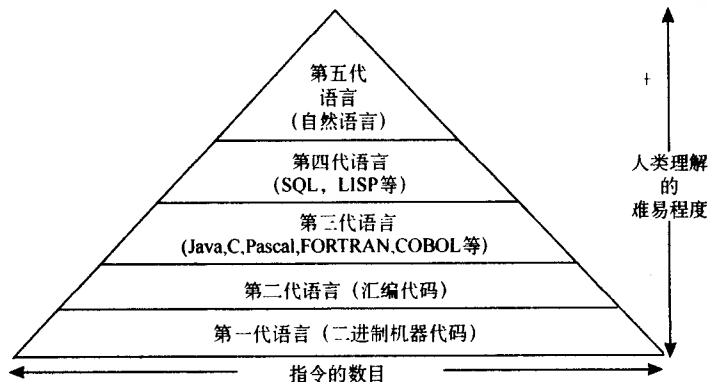 第五代
语言
(自然语言)
第四代语言
(SQL, LISP等)
第三代语言
(Java,C,Pascal,FORTRAN,COBOL等)
第二代语言(汇编代码)
第一代语言(二进制机器代码)
人类理解
的
难易程度
指令的数目